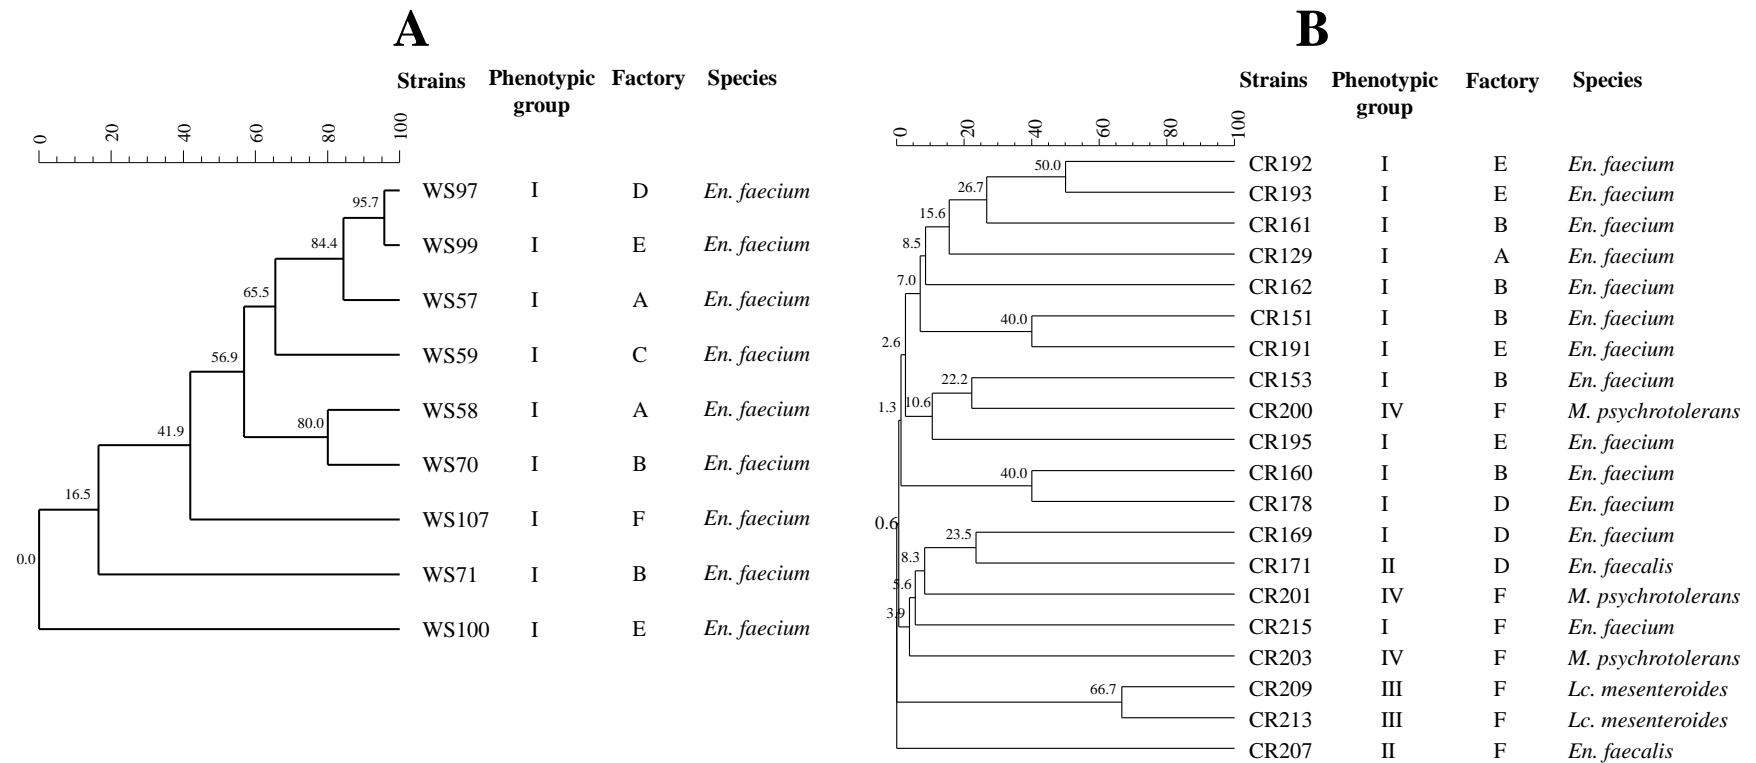 A
B
Strains Phenotypic group Factory Species
Strains Phenotypic group Factory Species
0 20 40 60 80 100
0 20 40 60 80 100
WS97 I D En. faecium
95.7
WS99 I E En. faecium
84.4
WS57 I A En. faecium
65.5
WS59 I C En. faecium
56.9
WS58 I A En. faecium
80.0
41.9
WS70 I B En. faecium
16.5
WS107 I F En. faecium
0.0
WS71 I B En. faecium
WS100 I E En. faecium
50.0
CR192 I E En. faecium
26.7
CR193 I E En. faecium
15.6
CR161 I B En. faecium
8.5
CR129 I A En. faecium
7.0
CR162 I B En. faecium
40.0
CR151 I B En. faecium
2.6
CR191 I E En. faecium
22.2
CR153 I B En. faecium
1.3
10.6
CR200 IV F M. psychrotolerans
CR195 I E En. faecium
40.0
CR160 I B En. faecium
CR178 I D En. faecium
0.6
23.5
CR169 I D En. faecium
8.3
CR171 II D En. faecalis
5.6
CR201 IV F M. psychrotolerans
3.9
CR215 I F En. faecium
CR203 IV F M. psychrotolerans
66.7
CR209 III F Lc. mesenteroides
CR213 III F Lc. mesenteroides
CR207 II F En. faecalis